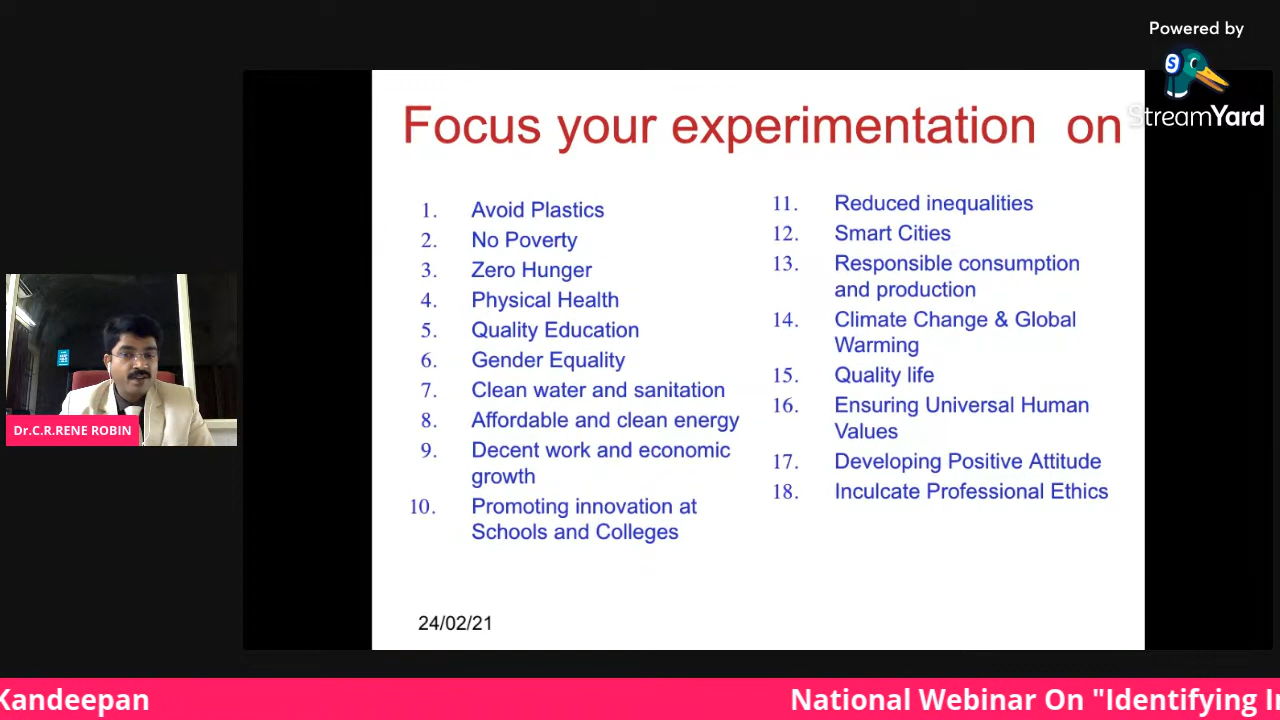 Powered by
StreamYard
Focus your experimentation on
1. Avoid Plastics
2. No Poverty
3. Zero Hunger
4. Physical Health
5. Quality Education
6. Gender Equality
7. Clean water and sanitation
8. Affordable and clean energy
9. Decent work and economic
growth
10. Promoting innovation at
Schools and Colleges
11. Reduced inequalities
12. Smart Cities
13. Responsible consumption
and production
14. Climate Change & Global
Warming
15. Quality life
16. Ensuring Universal Human
Values
17. Developing Positive Attitude
18. Inculcate Professional Ethics
24/02/21
Dr.C.R.RENE ROBIN
Kandeepan
National Webinar On "Identifying